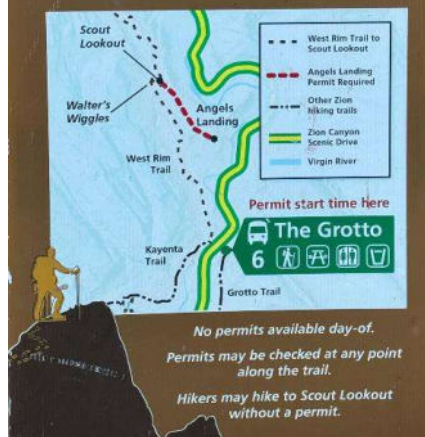 Scout
Lookout
Walter's
Wiggles
Angels
Landing
West Rim
Trail
Kayenta
Trail
Grotto Trail
West Rim Trail to
Scout Lookout
Angels Landing
Permit Required
Other Zion
hiking trails
Zion Canyon
Scenic Drive
Virgin River
Permit start time here
The Grotto
6
No permits available day-of.
Permits may be checked at any point
along the trail.
Hikers may hike to Scout Lookout
without a permit.